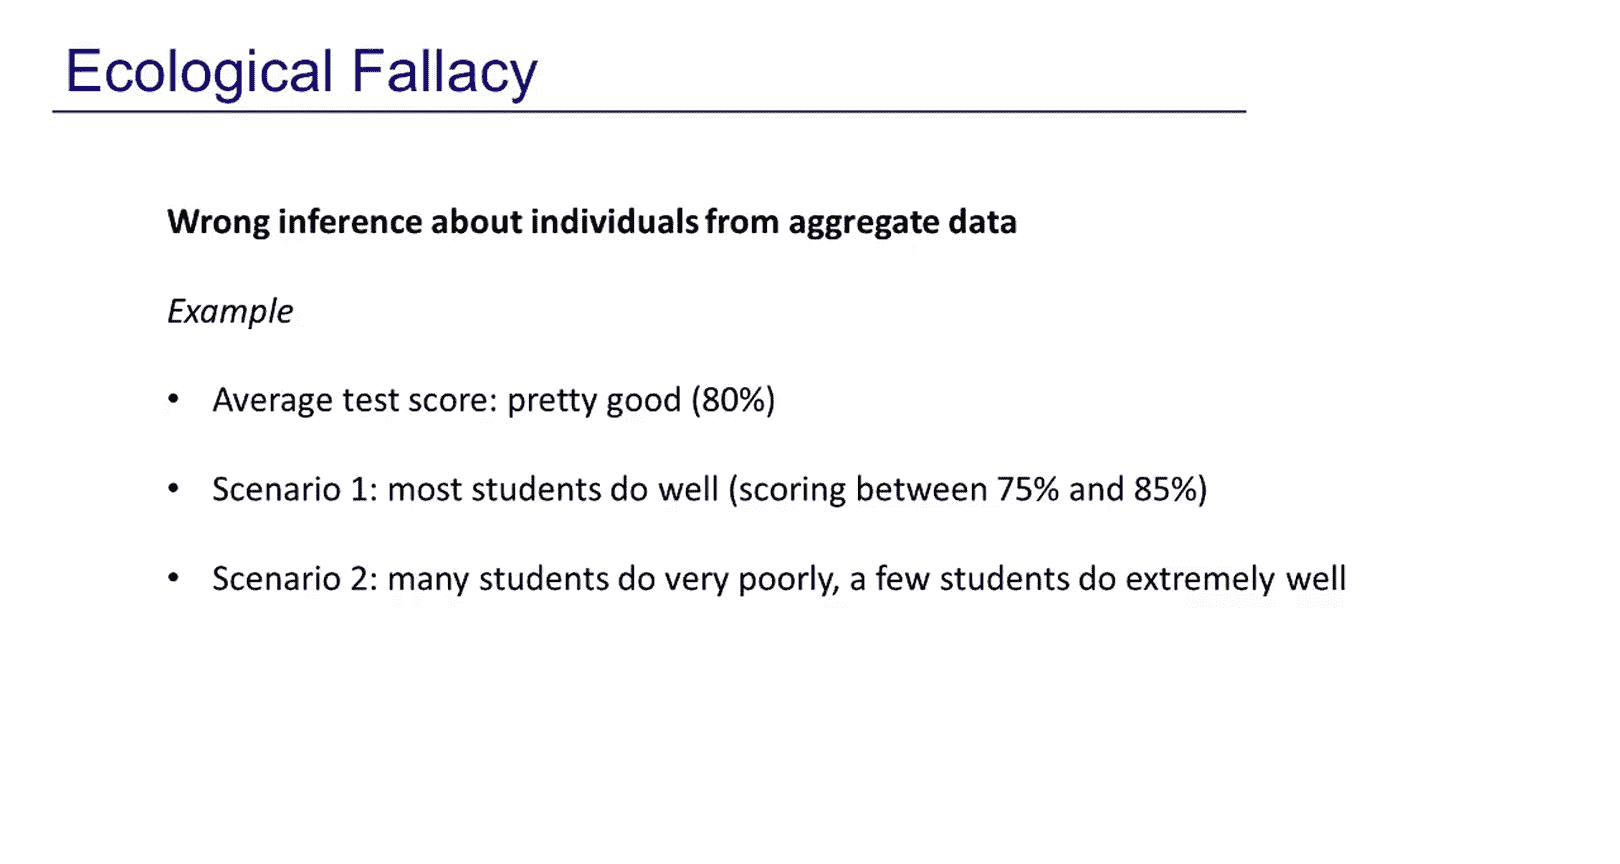 Ecological Fallacy
Wrong inference about individuals from aggregate data
Example
• Average test score: pretty good (80%)
• Scenario 1: most students do well (scoring between 75% and 85%)
• Scenario 2: many students do very poorly, a few students do extremely well